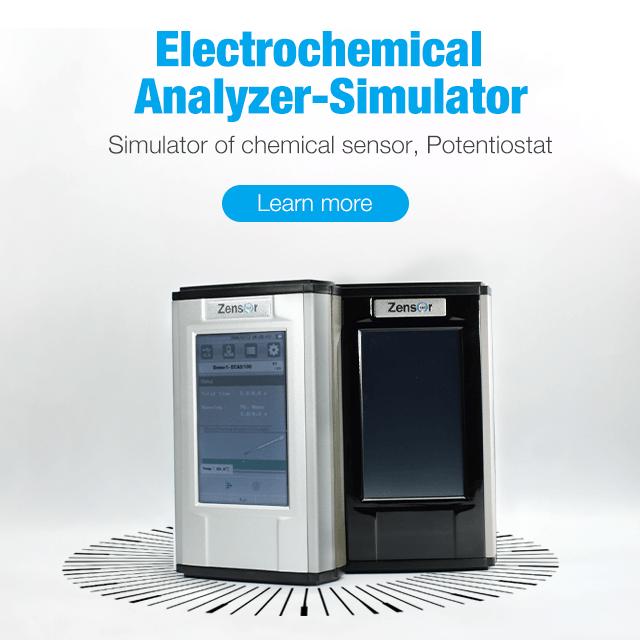 Electrochemical
Analyzer-Simulator
Simulator of chemical sensor, Potentiostat
Learn more
Zensor
Zensor